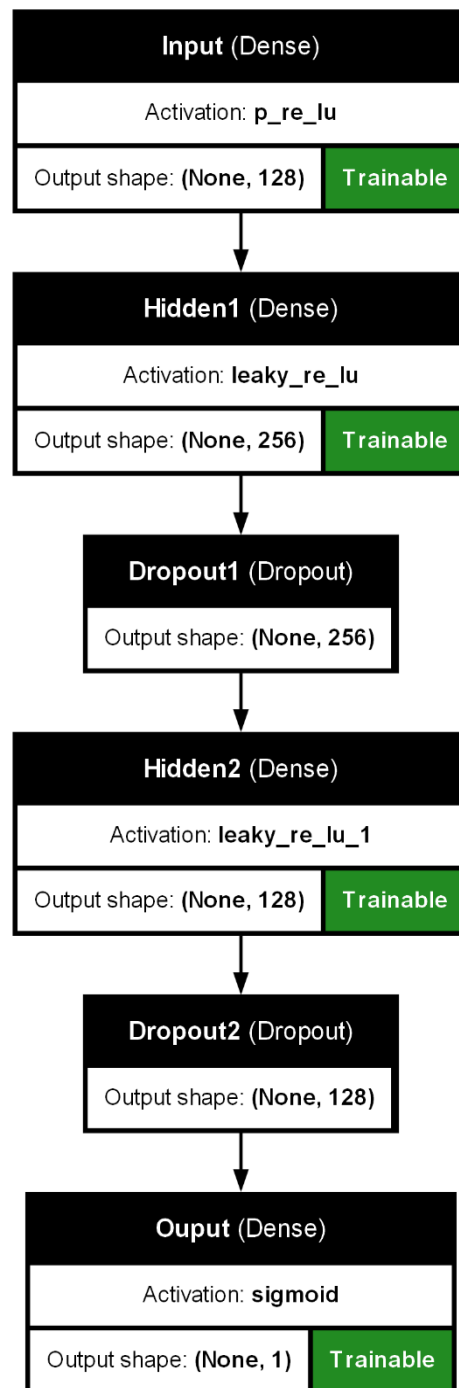 Input (Dense)
Activation: p_re_lu
Output shape: (None, 128) Trainable
Hidden1 (Dense)
Activation: leaky_re_lu
Output shape: (None, 256) Trainable
Dropout1 (Dropout)
Output shape: (None, 256)
Hidden2 (Dense)
Activation: leaky_re_lu_1
Output shape: (None, 128) Trainable
Dropout2 (Dropout)
Output shape: (None, 128)
Ouput (Dense)
Activation: sigmoid
Output shape: (None, 1) Trainable